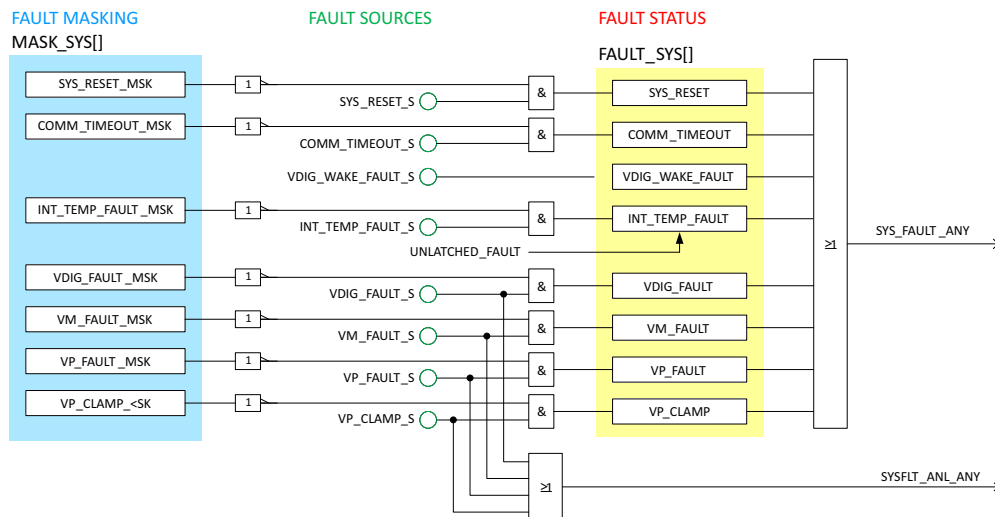 FAULT MASKING FAULT SOURCES FAULT STATUS
MASK_SYS[] FAULT_SYS[]
SYS_RESET_MSK 1 & SYS_RESET
SYS_RESET_S
COMM_TIMEOUT_MSK 1 & COMM_TIMEOUT
COMM_TIMEOUT_S
VDIG_WAKE_FAULT_S VDIG_WAKE_FAULT
INT_TEMP_FAULT _MSK 1 & INT_TEMP_FAULT
INT_TEMP_FAULT_S
SYS_FAULT _ANY
≥1
UNLATCHED_FAULT
VDIG_FAULT _MSK 1 & VDIG_FAULT
VDIG_FAULT_S
VM_FAULT_MSK 1 & VM_FAULT
VM_FAULT_S
VP_FAULT _MSK 1 & VP_FAULT
VP_FAULT_S
VP_CLAMP_<SK 1 & VP_CLAMP
VP_CLAMP_S
≥1 SYSFLT_ANL_ANY